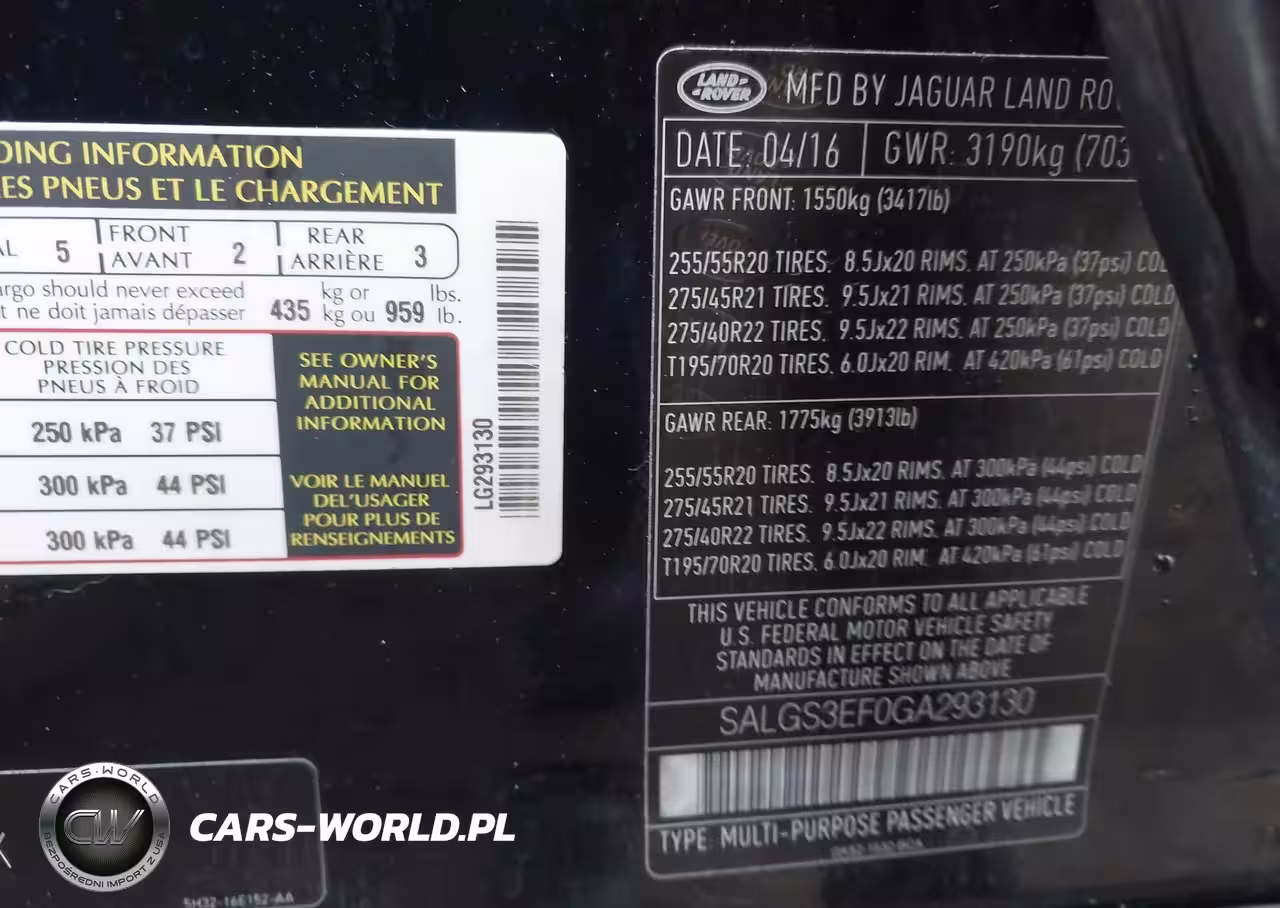 DING INFORMATION
ES PNEUS ET LE CHARGEMENT
AL 5 FRONT AVANT 2 REAR ARRIÈRE 3
argo should never exceed
t ne doit jamais dépasser
435 kg or kg ou 959 lbs. lb.
COLD TIRE PRESSURE
PRESSION DES
PNEUS À FROID
250 kPa 37 PSI
300 kPa 44 PSI
300 kPa 44 PSI
SEE OWNER'S
MANUAL FOR
ADDITIONAL
INFORMATION
VOIR LE MANUEL
DEL'USAGER
POUR PLUS DE
RENSEIGNEMENTS
LG293130
LAND ROVER
MFD BY JAGUAR LAND RO
DATE: 04/16 GWR: 3190kg (703
GAWR FRONT: 1550kg (3417lb)
255/55R20 TIRES. 8.5Jx20 RIMS. AT 250kPa (37psi) COL
275/45R21 TIRES. 9.5Jx21 RIMS. AT 250kPa (37psi) COLD
275/40R22 TIRES. 9.5Jx22 RIMS. AT 250kPa (37psi) COLD
T195/70R20 TIRES. 6.0Jx20 RIM. AT 420kPa (61psi) COLD
GAWR REAR: 1775kg (3913lb)
255/55R20 TIRES. 8.5Jx20 RIMS. AT 300kPa (44psi) COLD
275/45R21 TIRES. 9.5Jx21 RIMS. AT 300kPa (44psi) COLD
275/40R22 TIRES. 9.5Jx22 RIMS. AT 300kPa (44psi) COLD
T195/70R20 TIRES. 6.0Jx20 RIM. AT 420kPa (61psi) COLD
THIS VEHICLE CONFORMS TO ALL APPLICABLE
U.S. FEDERAL MOTOR VEHICLE SAFETY
STANDARDS IN EFFECT ON THE DATE OF
MANUFACTURE SHOWN ABOVE
SALGS3EF0GA293130
TYPE: MULTI-PURPOSE PASSENGER VEHICLE
CARS-WORLD
CW
BEZPOŚREDNI IMPORT Z USA
CARS-WORLD.PL
5H32-16E152-AA